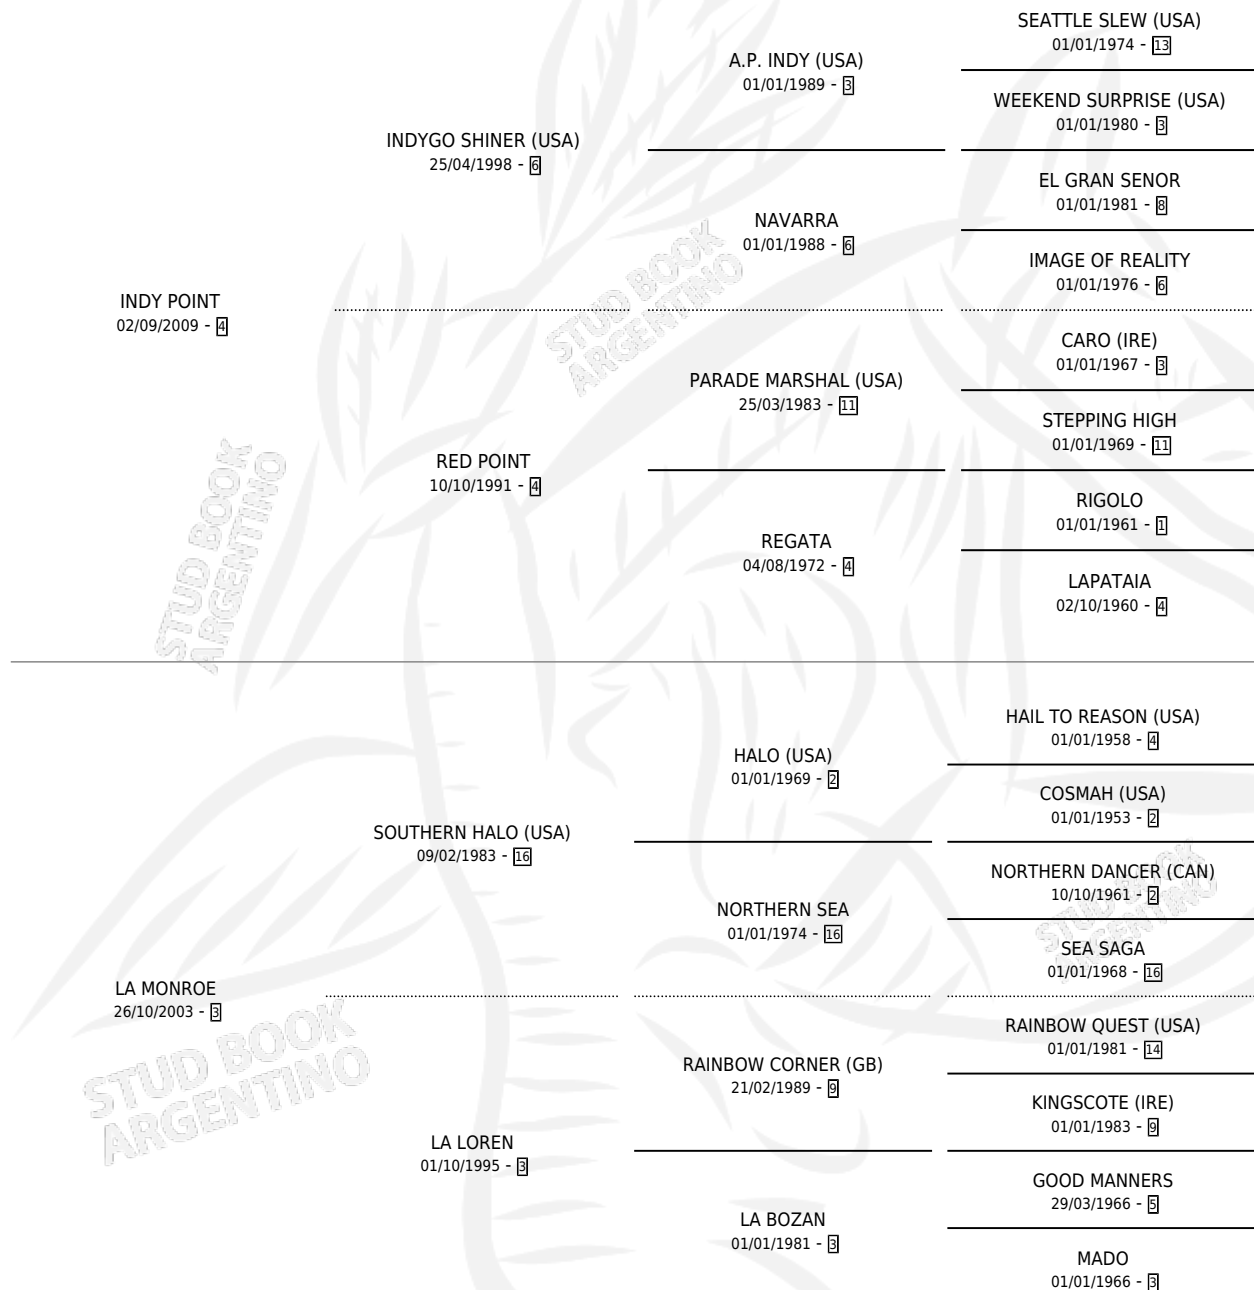 SEATTLE SLEW (USA)
01/01/1974 - 13
A.P. INDY (USA)
01/01/1989 - 3
WEEKEND SURPRISE (USA)
01/01/1980 - 3
INDYGO SHINER (USA)
25/04/1998 - 6
EL GRAN SENOR
01/01/1981 - 8
NAVARRA
01/01/1988 - 6
IMAGE OF REALITY
01/01/1976 - 6
INDY POINT
02/09/2009 - 4
CARO (IRE)
01/01/1967 - 3
PARADE MARSHAL (USA)
25/03/1983 - 11
STEPPING HIGH
01/01/1969 - 11
RED POINT
10/10/1991 - 4
RIGOLO
01/01/1961 - 1
REGATA
04/08/1972 - 4
LAPATAIA
02/10/1960 - 4
HAIL TO REASON (USA)
01/01/1958 - 4
HALO (USA)
01/01/1969 - 2
COSMAH (USA)
01/01/1953 - 2
SOUTHERN HALO (USA)
09/02/1983 - 16
NORTHERN DANCER (CAN)
10/10/1961 - 2
NORTHERN SEA
01/01/1974 - 16
SEA SAGA
01/01/1968 - 16
LA MONROE
26/10/2003 - 3
RAINBOW QUEST (USA)
01/01/1981 - 14
RAINBOW CORNER (GB)
21/02/1989 - 9
KINGSCOTE (IRE)
01/01/1983 - 9
LA LOREN
01/10/1995 - 3
GOOD MANNERS
29/03/1966 - 5
LA BOZAN
01/01/1981 - 3
MADO
01/01/1966 - 3
STUD BOOK
ARGENTINO
STUD BOOK
ARGENTINO
STUD BOOK
ARGENTINO
STUD BOOK
ARGENTINO